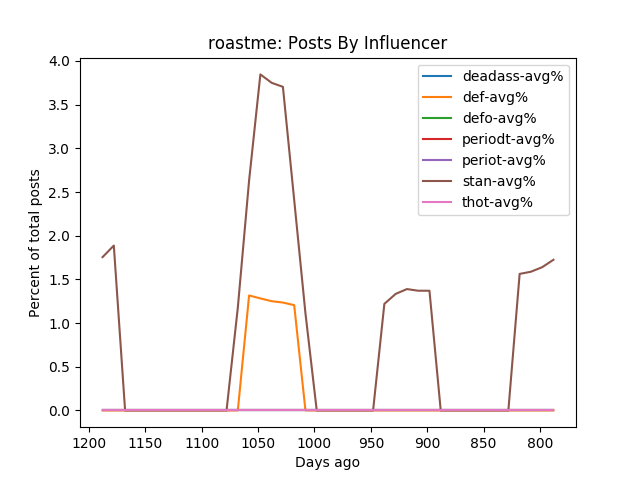 roastme: Posts By Influencer
Percent of total posts
4.0
3.5
3.0
2.5
2.0
1.5
1.0
0.5
0.0
deadass-avg%
def-avg%
defo-avg%
periodt-avg%
periot-avg%
stan-avg%
thot-avg%
1200 1150 1100 1050 1000 950 900 850 800
Days ago